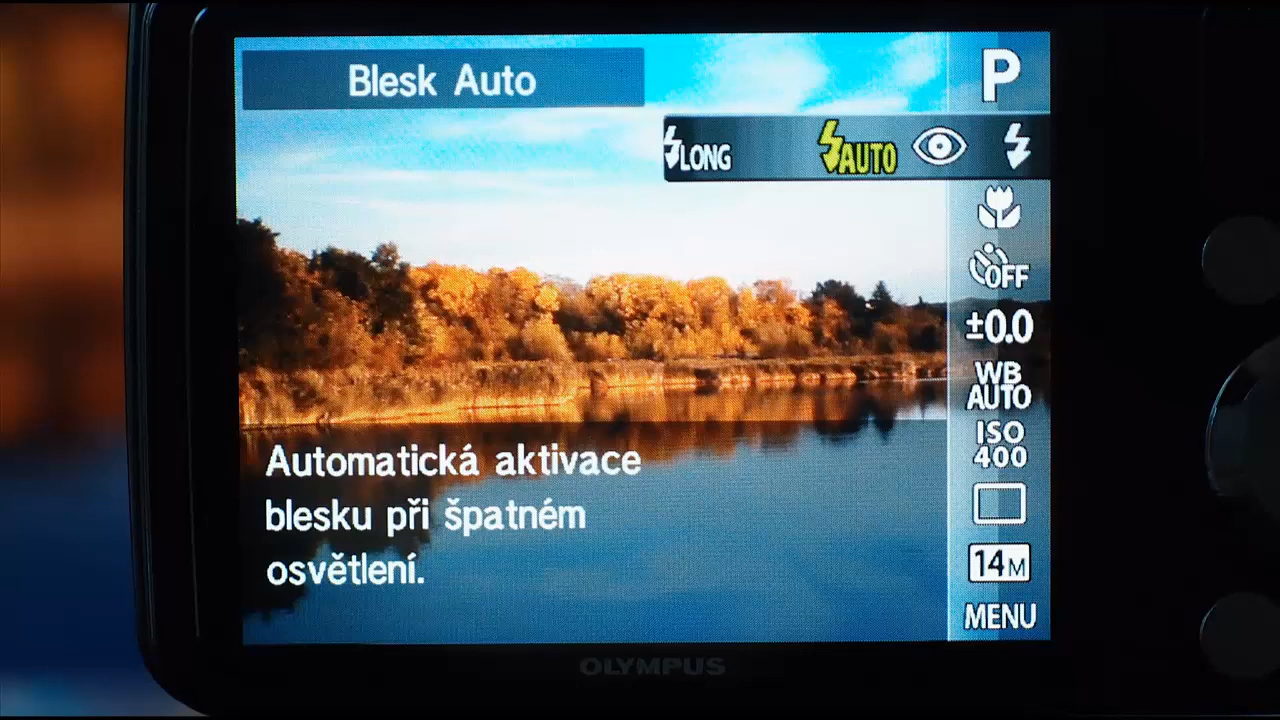 Blesk Auto
P
LONG AUTO
OFF
±0.0
WB
AUTO
ISO
400
Automatická aktivace
blesku při špatném
osvětlení.
14M
MENU
OLYMPUS